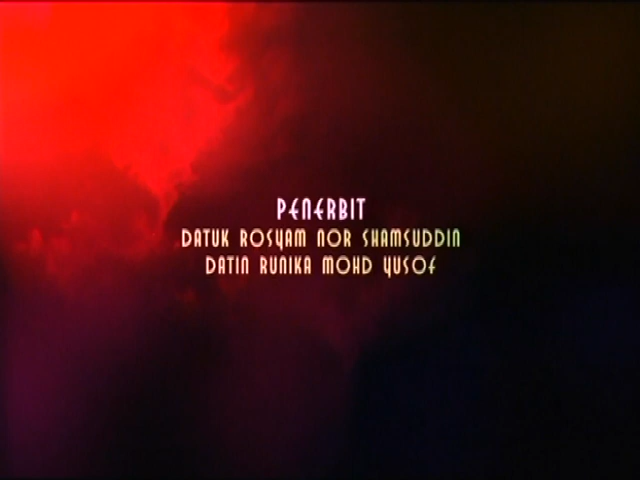 PENERBIT
DATUK ROSYAM NOR SHAMSUDDIN
DATIN RUNIKA MOHD YUSOF